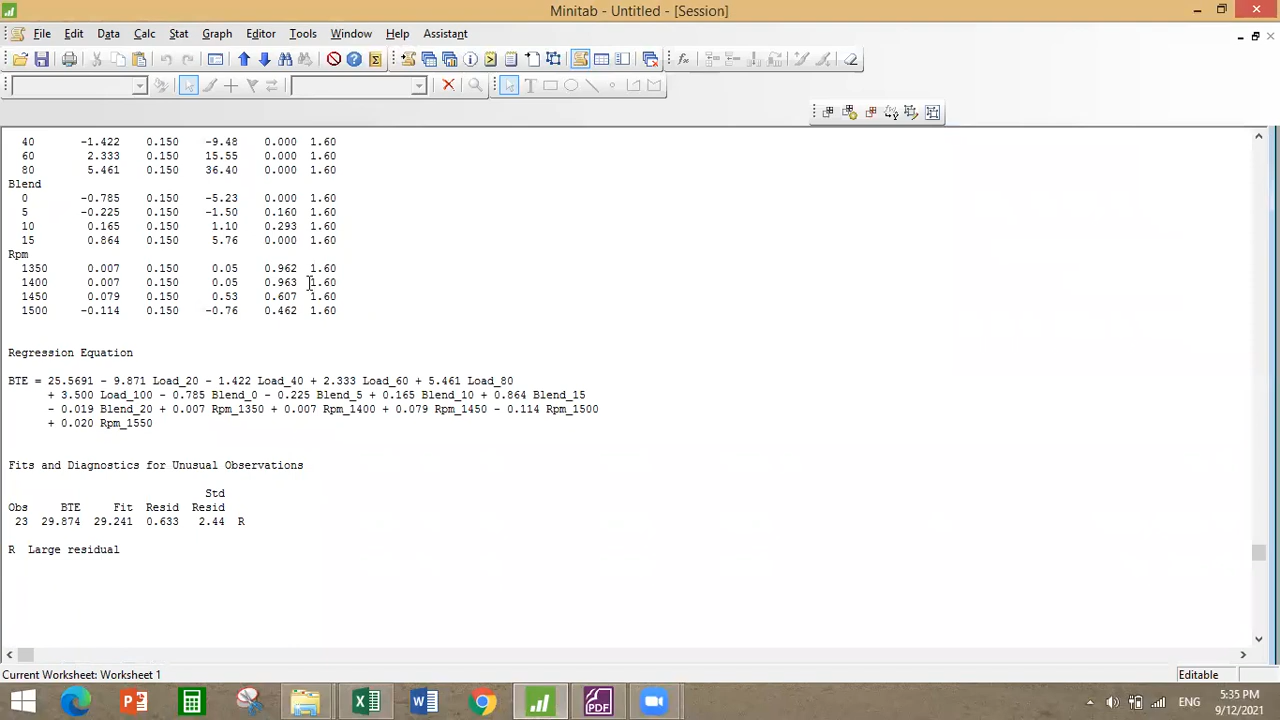 Minitab - Untitled - [Session]
File Edit Data Calc Stat Graph Editor Tools Window Help Assistant
40 -1.422 0.150 -9.48 0.000 1.60
60 2.333 0.150 15.55 0.000 1.60
80 5.461 0.150 36.40 0.000 1.60
Blend
0 -0.785 0.150 -5.23 0.000 1.60
5 -0.225 0.150 -1.50 0.160 1.60
10 0.165 0.150 1.10 0.293 1.60
15 0.864 0.150 5.76 0.000 1.60
Rpm
1350 0.007 0.150 0.05 0.962 1.60
1400 0.007 0.150 0.05 0.963 1.60
1450 0.079 0.150 0.53 0.607 1.60
1500 -0.114 0.150 -0.76 0.462 1.60
Regression Equation
BTE = 25.5691 - 9.871 Load_20 - 1.422 Load_40 + 2.333 Load_60 + 5.461 Load_80
+ 3.500 Load_100 - 0.785 Blend_0 - 0.225 Blend_5 + 0.165 Blend_10 + 0.864 Blend_15
- 0.019 Blend_20 + 0.007 Rpm_1350 + 0.007 Rpm_1400 + 0.079 Rpm_1450 - 0.114 Rpm_1500
+ 0.020 Rpm_1550
Fits and Diagnostics for Unusual Observations
Std
Obs BTE Fit Resid Resid
23 29.874 29.241 0.633 2.44 R
R Large residual
Current Worksheet: Worksheet 1
Editable
ENG
5:35 PM
9/12/2021